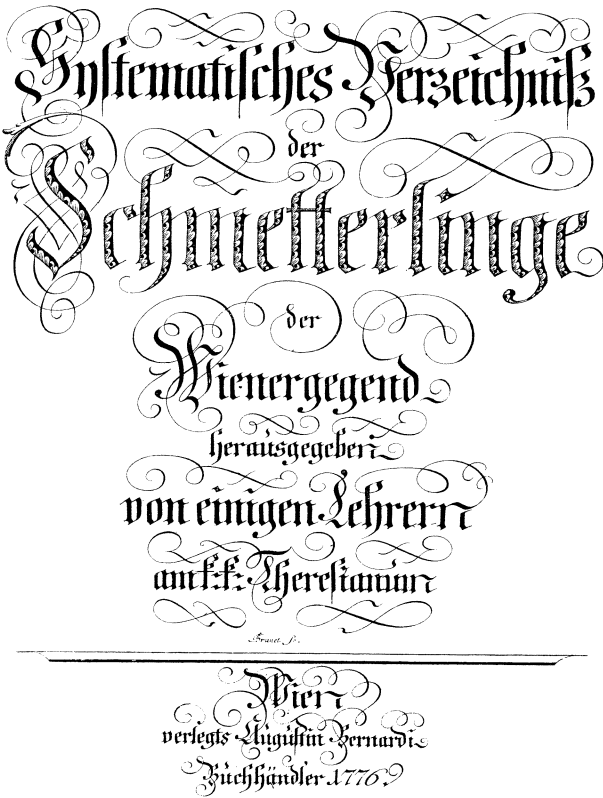 Systematisches Verzeichniß
der
Schmetterlinge
der
Wienergegend
herausgegeben
von einigen Lehrern
am k. k. Theresianum
Wien
verlegts Augustin Bernardi
Buchhändler 1776